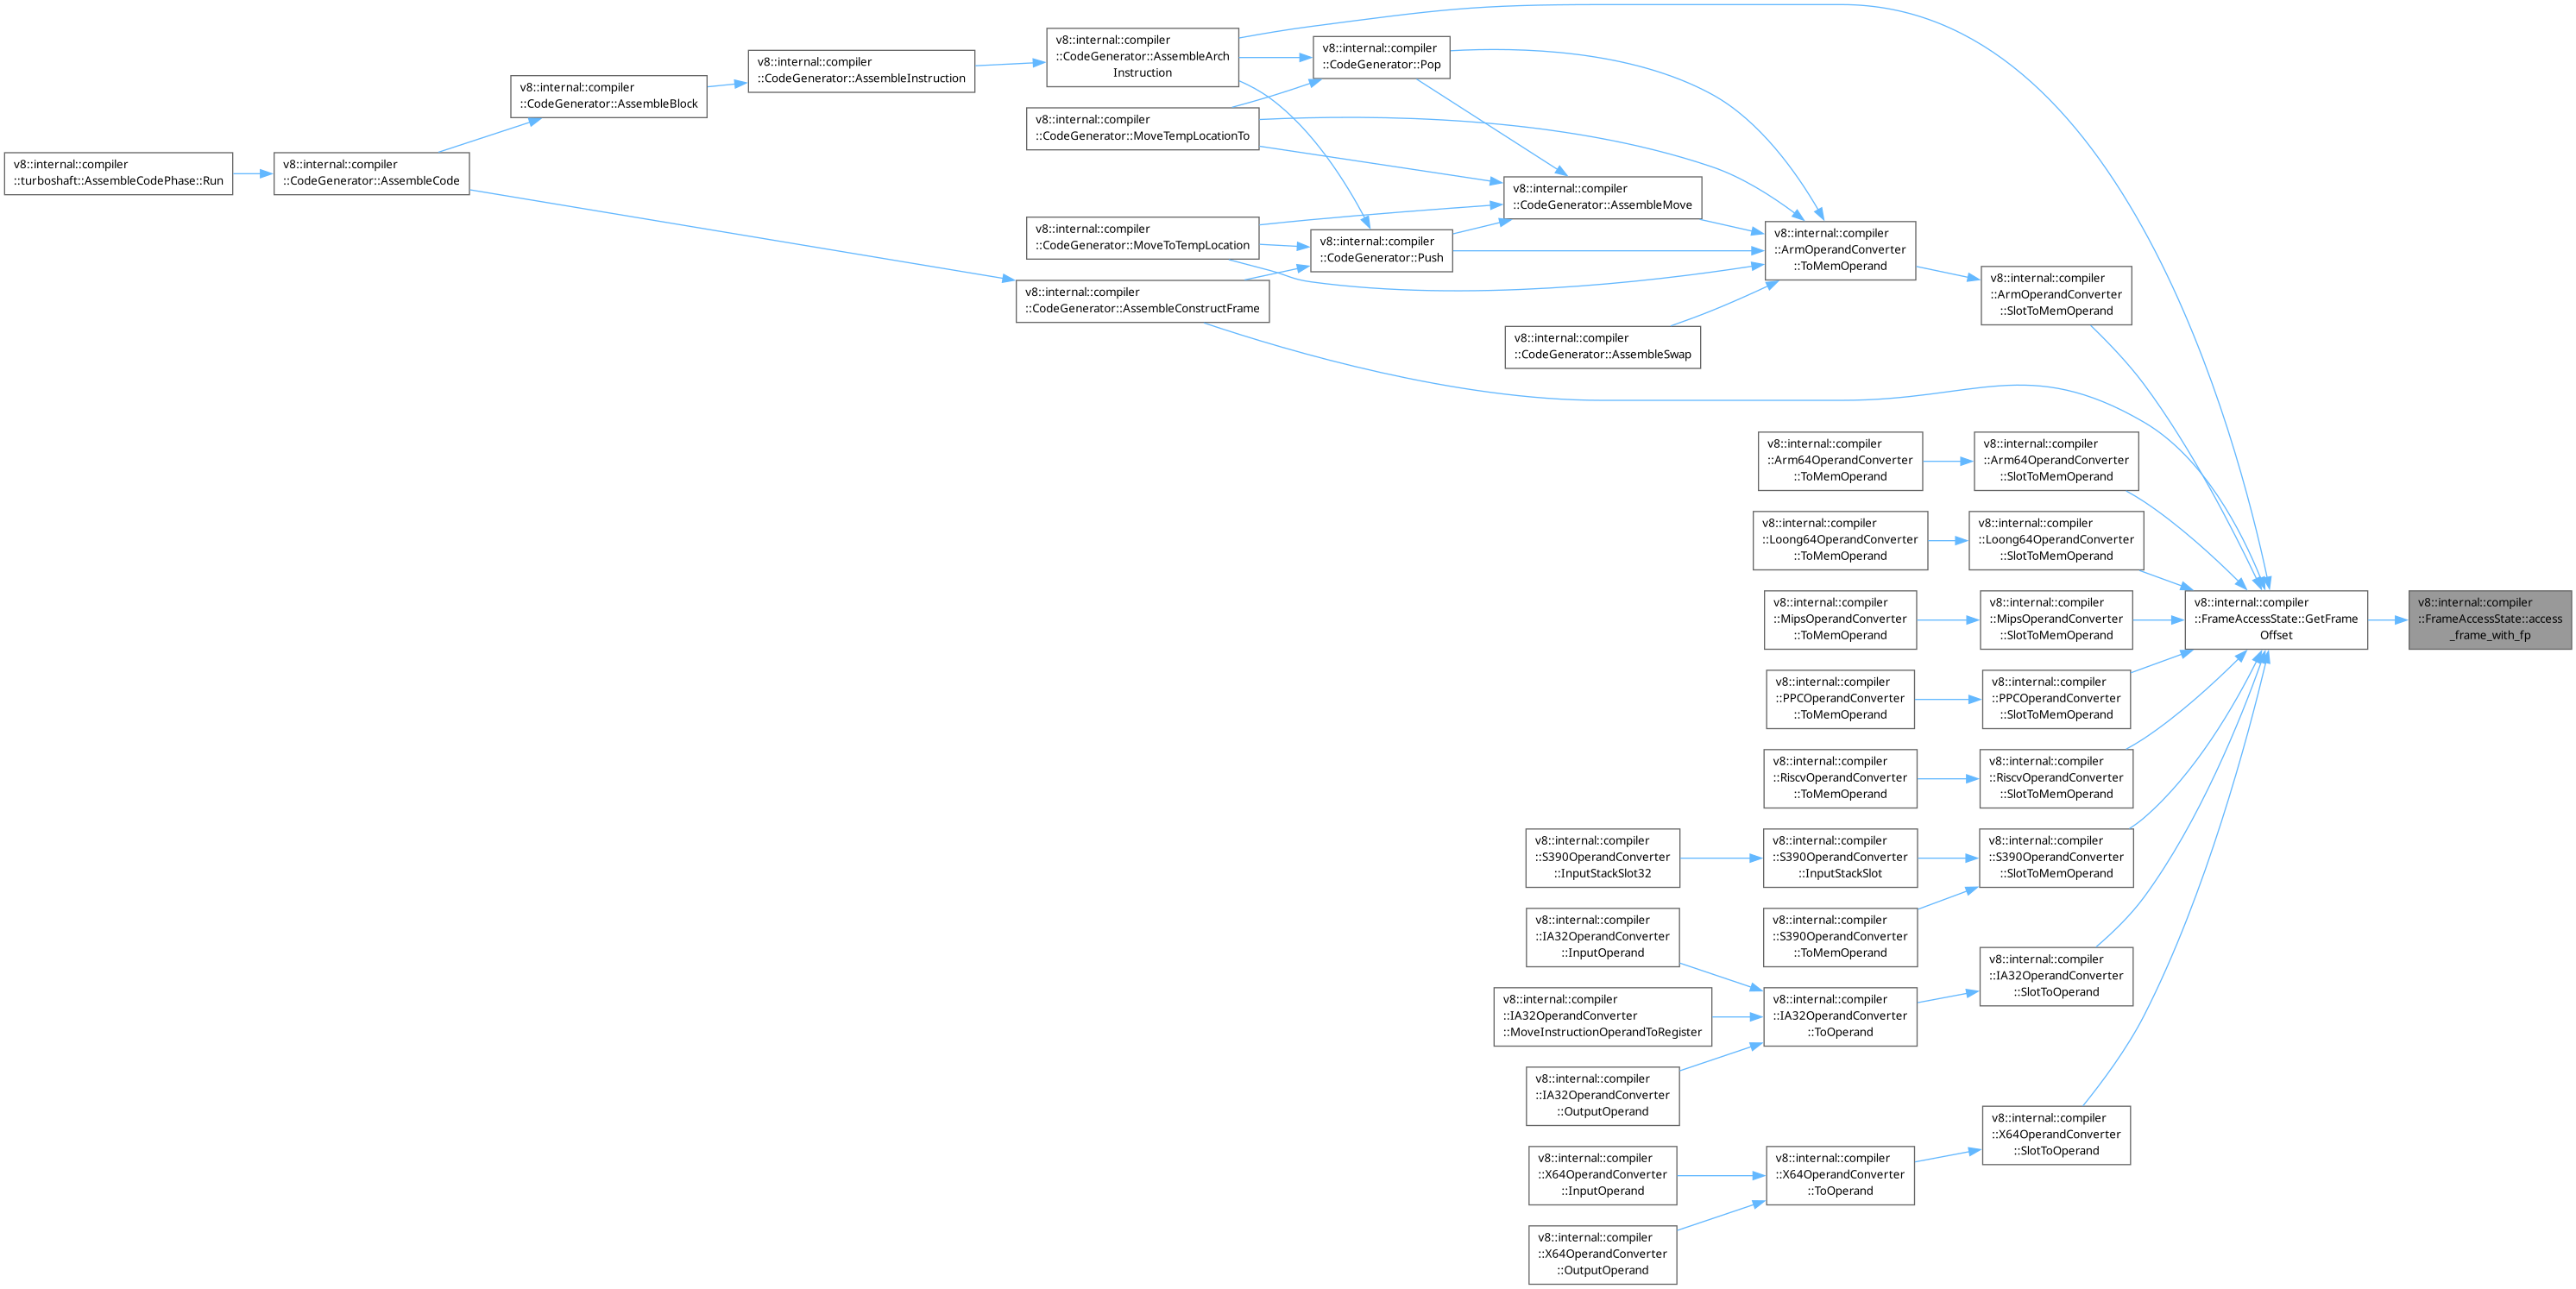 v8::internal::compiler
::turboshaft::AssembleCodePhase::Run
v8::internal::compiler
::CodeGenerator::AssembleCode
v8::internal::compiler
::CodeGenerator::AssembleBlock
v8::internal::compiler
::CodeGenerator::AssembleInstruction
v8::internal::compiler
::CodeGenerator::AssembleArch
Instruction
v8::internal::compiler
::CodeGenerator::MoveTempLocationTo
v8::internal::compiler
::CodeGenerator::MoveToTempLocation
v8::internal::compiler
::CodeGenerator::AssembleConstructFrame
v8::internal::compiler
::CodeGenerator::Pop
v8::internal::compiler
::CodeGenerator::Push
v8::internal::compiler
::CodeGenerator::AssembleMove
v8::internal::compiler
::CodeGenerator::AssembleSwap
v8::internal::compiler
::ArmOperandConverter
::ToMemOperand
v8::internal::compiler
::ArmOperandConverter
::SlotToMemOperand
v8::internal::compiler
::Arm64OperandConverter
::ToMemOperand
v8::internal::compiler
::Arm64OperandConverter
::SlotToMemOperand
v8::internal::compiler
::Loong64OperandConverter
::ToMemOperand
v8::internal::compiler
::Loong64OperandConverter
::SlotToMemOperand
v8::internal::compiler
::MipsOperandConverter
::ToMemOperand
v8::internal::compiler
::MipsOperandConverter
::SlotToMemOperand
v8::internal::compiler
::FrameAccessState::GetFrame
Offset
v8::internal::compiler
::FrameAccessState::access
_frame_with_fp
v8::internal::compiler
::PPCOperandConverter
::ToMemOperand
v8::internal::compiler
::PPCOperandConverter
::SlotToMemOperand
v8::internal::compiler
::RiscvOperandConverter
::ToMemOperand
v8::internal::compiler
::RiscvOperandConverter
::SlotToMemOperand
v8::internal::compiler
::S390OperandConverter
::InputStackSlot32
v8::internal::compiler
::S390OperandConverter
::InputStackSlot
v8::internal::compiler
::S390OperandConverter
::SlotToMemOperand
v8::internal::compiler
::S390OperandConverter
::ToMemOperand
v8::internal::compiler
::IA32OperandConverter
::InputOperand
v8::internal::compiler
::IA32OperandConverter
::MoveInstructionOperandToRegister
v8::internal::compiler
::IA32OperandConverter
::OutputOperand
v8::internal::compiler
::IA32OperandConverter
::ToOperand
v8::internal::compiler
::IA32OperandConverter
::SlotToOperand
v8::internal::compiler
::X64OperandConverter
::InputOperand
v8::internal::compiler
::X64OperandConverter
::OutputOperand
v8::internal::compiler
::X64OperandConverter
::ToOperand
v8::internal::compiler
::X64OperandConverter
::SlotToOperand